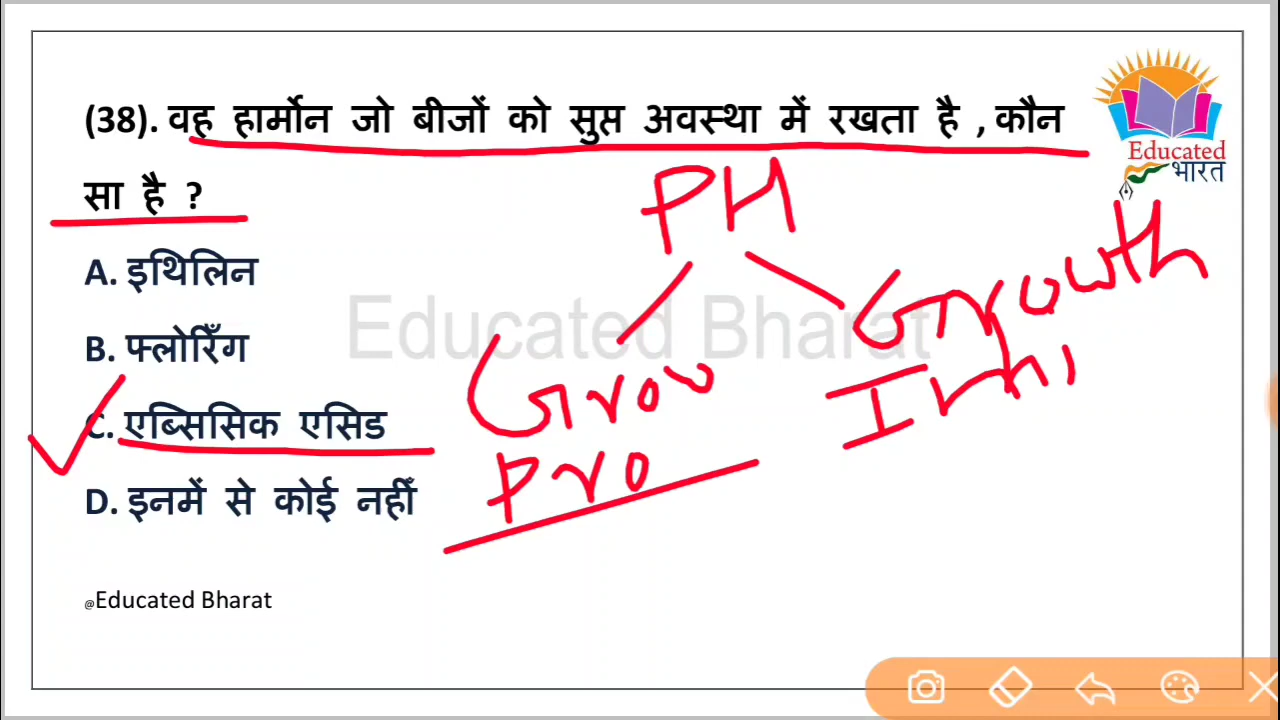 (38). वह हार्मोन जो बीजों को सुप्त अवस्था में रखता है , कौन
सा है ?
A. इथिलिन
B. फ्लोरिँग
C. एब्सिसिक एसिड
D. इनमें से कोई नहीँ
@Educated Bharat
Educated
भारत
Educated Bharat
PH
Grow
Pro
Growth
Inhi